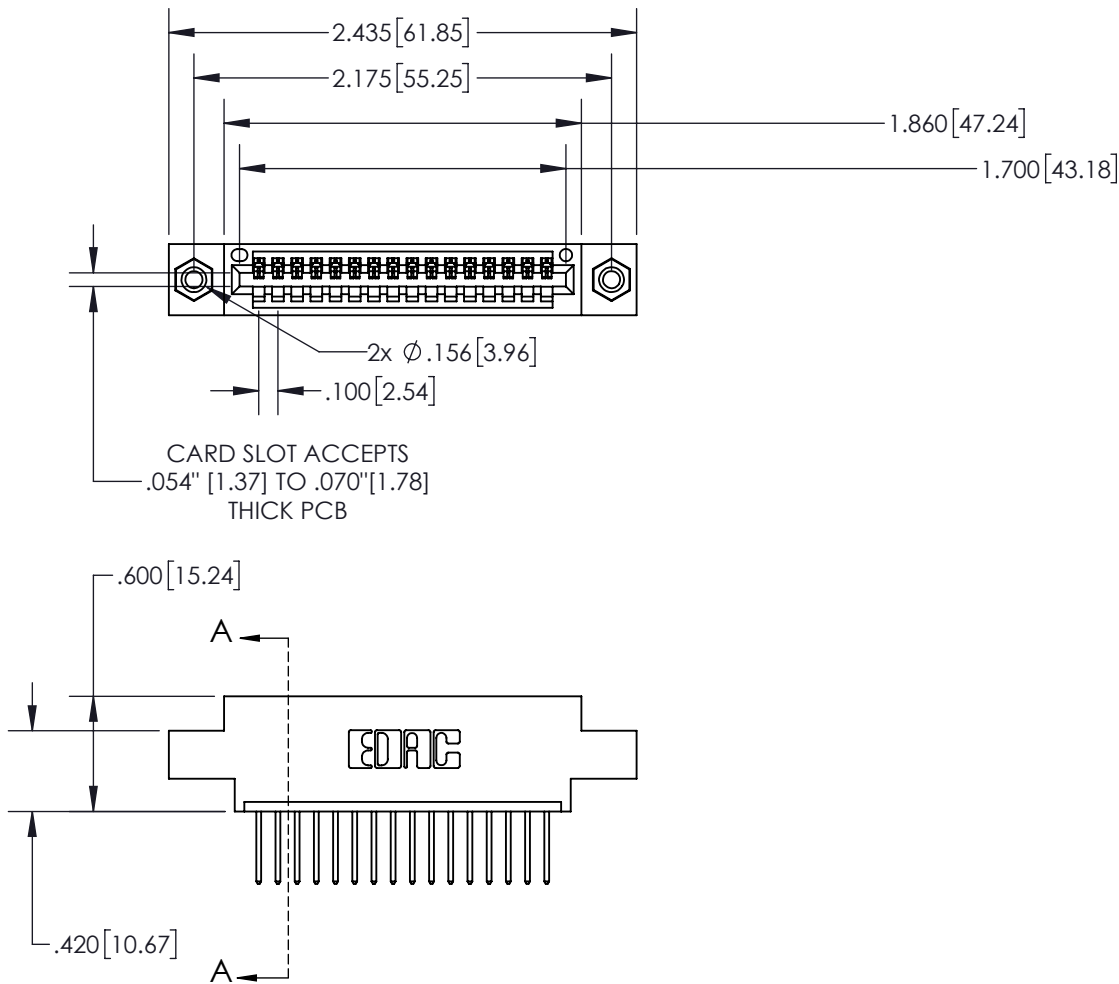 2.435[61.85]
2.175[55.25]
1.860[47.24]
1.700[43.18]
2x Ø.156[3.96]
.100[2.54]
CARD SLOT ACCEPTS
.054" [1.37] TO .070"[1.78]
THICK PCB
.600[15.24]
A
EDAC
.420[10.67]
A